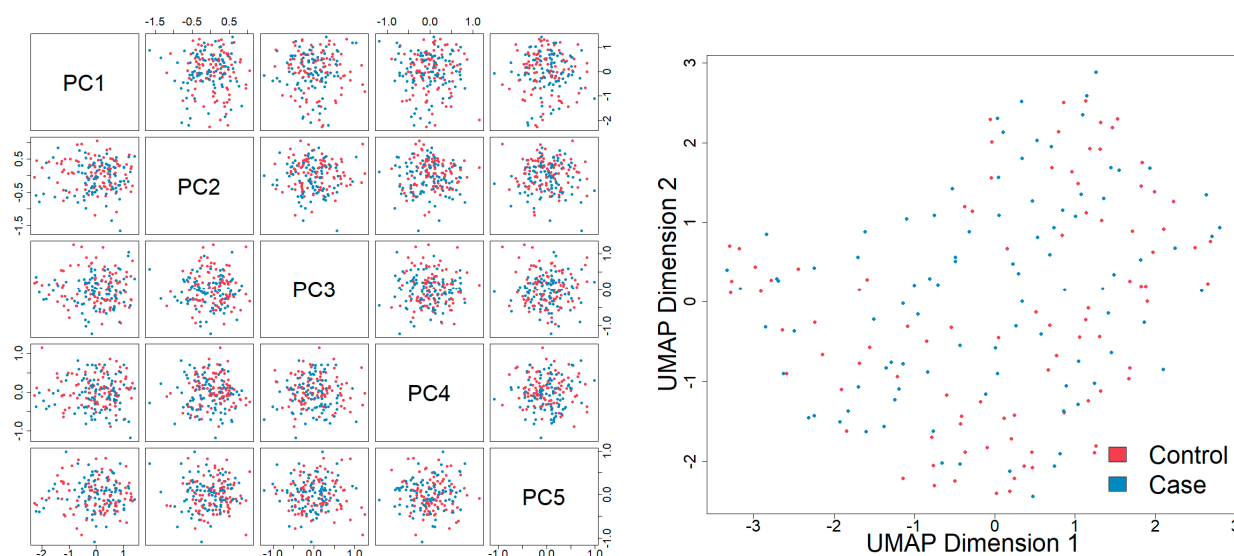 -1.5 -0.5 0.5 -1.0 0.0 1.0
PC1
-2 -1 0 1
-1.5 -0.5 0.5
PC2
PC3
-1.0 0.0 1.0
-1.0 0.0 1.0
PC4
PC5
-1.0 0.0 1.0
-2 -1 0 1 -1.0 0.0 1.0 -1.0 0.0 1.0
3
2
1
0
-1
-2
UMAP Dimension 2
Control
Case
-3 -2 -1 0 1 2 3
UMAP Dimension 1